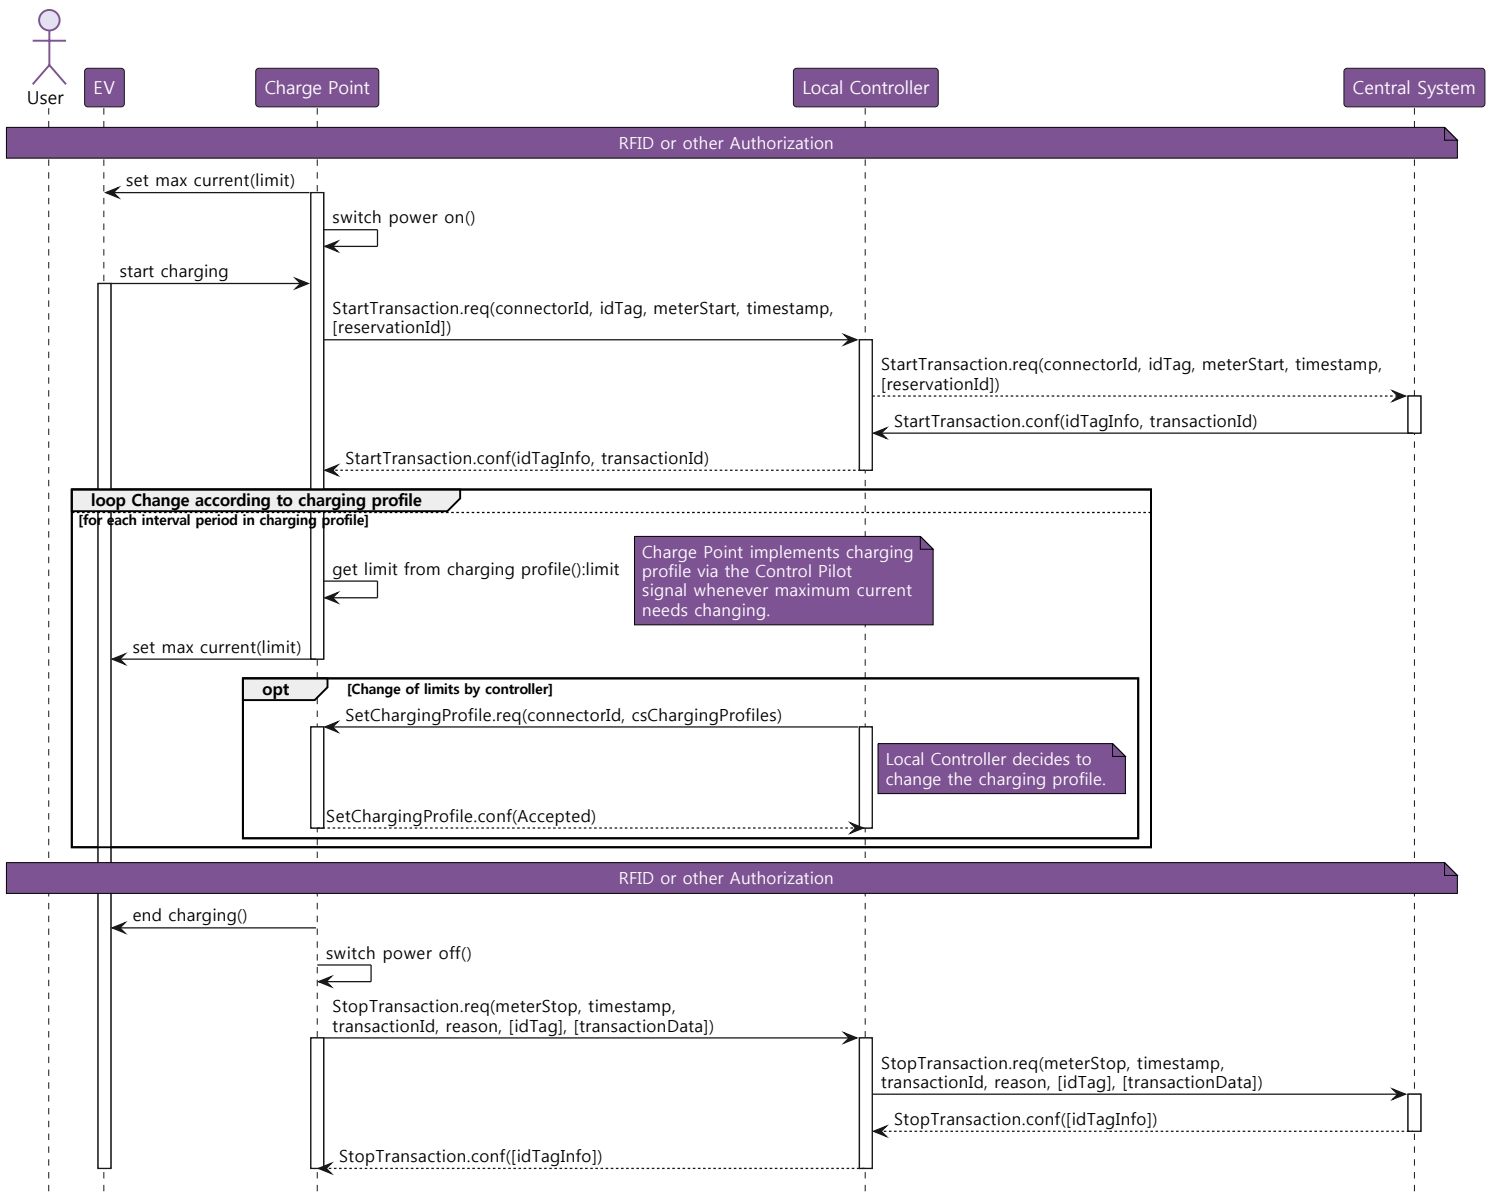 User
EV
Charge Point
Local Controller
Central System
RFID or other Authorization
set max current(limit)
switch power on()
start charging
StartTransaction.req(connectorId, idTag, meterStart, timestamp,
[reservationId])
StartTransaction.req(connectorId, idTag, meterStart, timestamp,
[reservationId])
StartTransaction.conf(idTagInfo, transactionId)
StartTransaction.conf(idTagInfo, transactionId)
loop Change according to charging profile
[for each interval period in charging profile]
Charge Point implements charging
profile via the Control Pilot
signal whenever maximum current
needs changing.
get limit from charging profile():limit
set max current(limit)
opt
[Change of limits by controller]
SetChargingProfile.req(connectorId, csChargingProfiles)
Local Controller decides to
change the charging profile.
SetChargingProfile.conf(Accepted)
RFID or other Authorization
end charging()
switch power off()
StopTransaction.req(meterStop, timestamp,
transactionId, reason, [idTag], [transactionData])
StopTransaction.req(meterStop, timestamp,
transactionId, reason, [idTag], [transactionData])
StopTransaction.conf([idTagInfo])
StopTransaction.conf([idTagInfo])